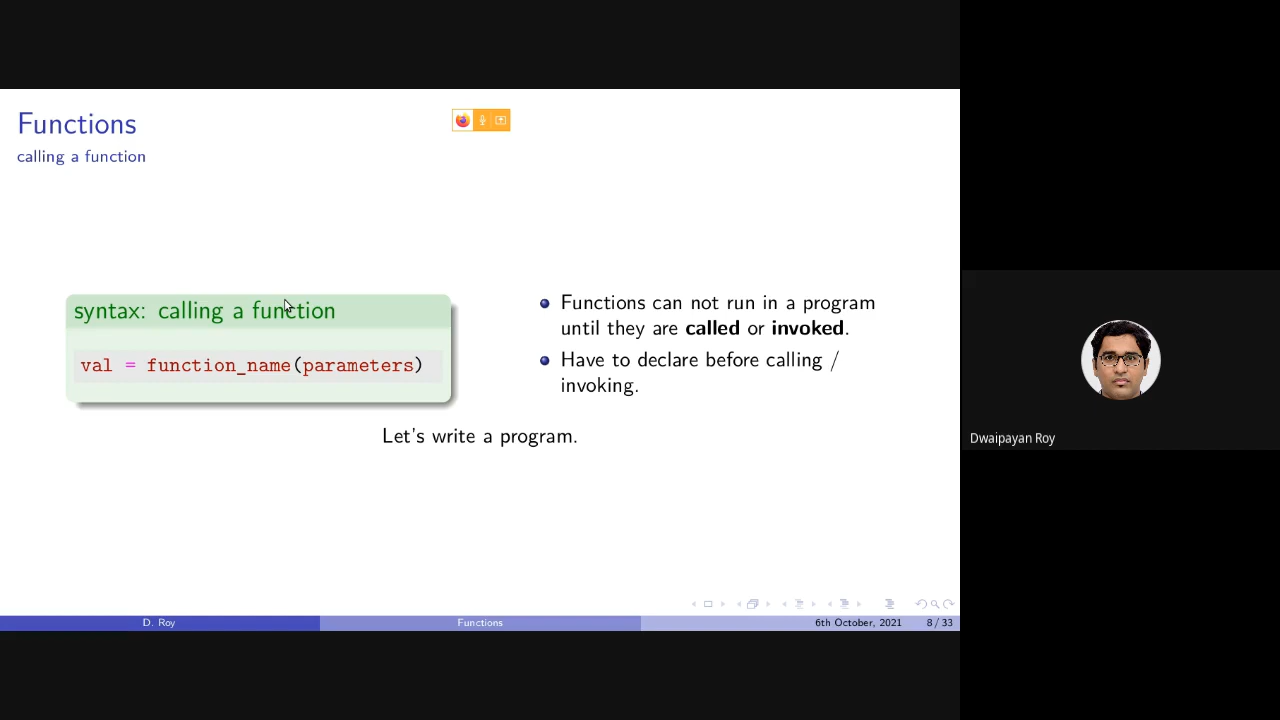 Functions
calling a function
syntax: calling a function
val = function_name(parameters)
Functions can not run in a program
until they are called or invoked.
Have to declare before calling /
invoking.
Let's write a program.
Dwaipayan Roy
D. Roy
Functions
6th October, 2021
8 / 33